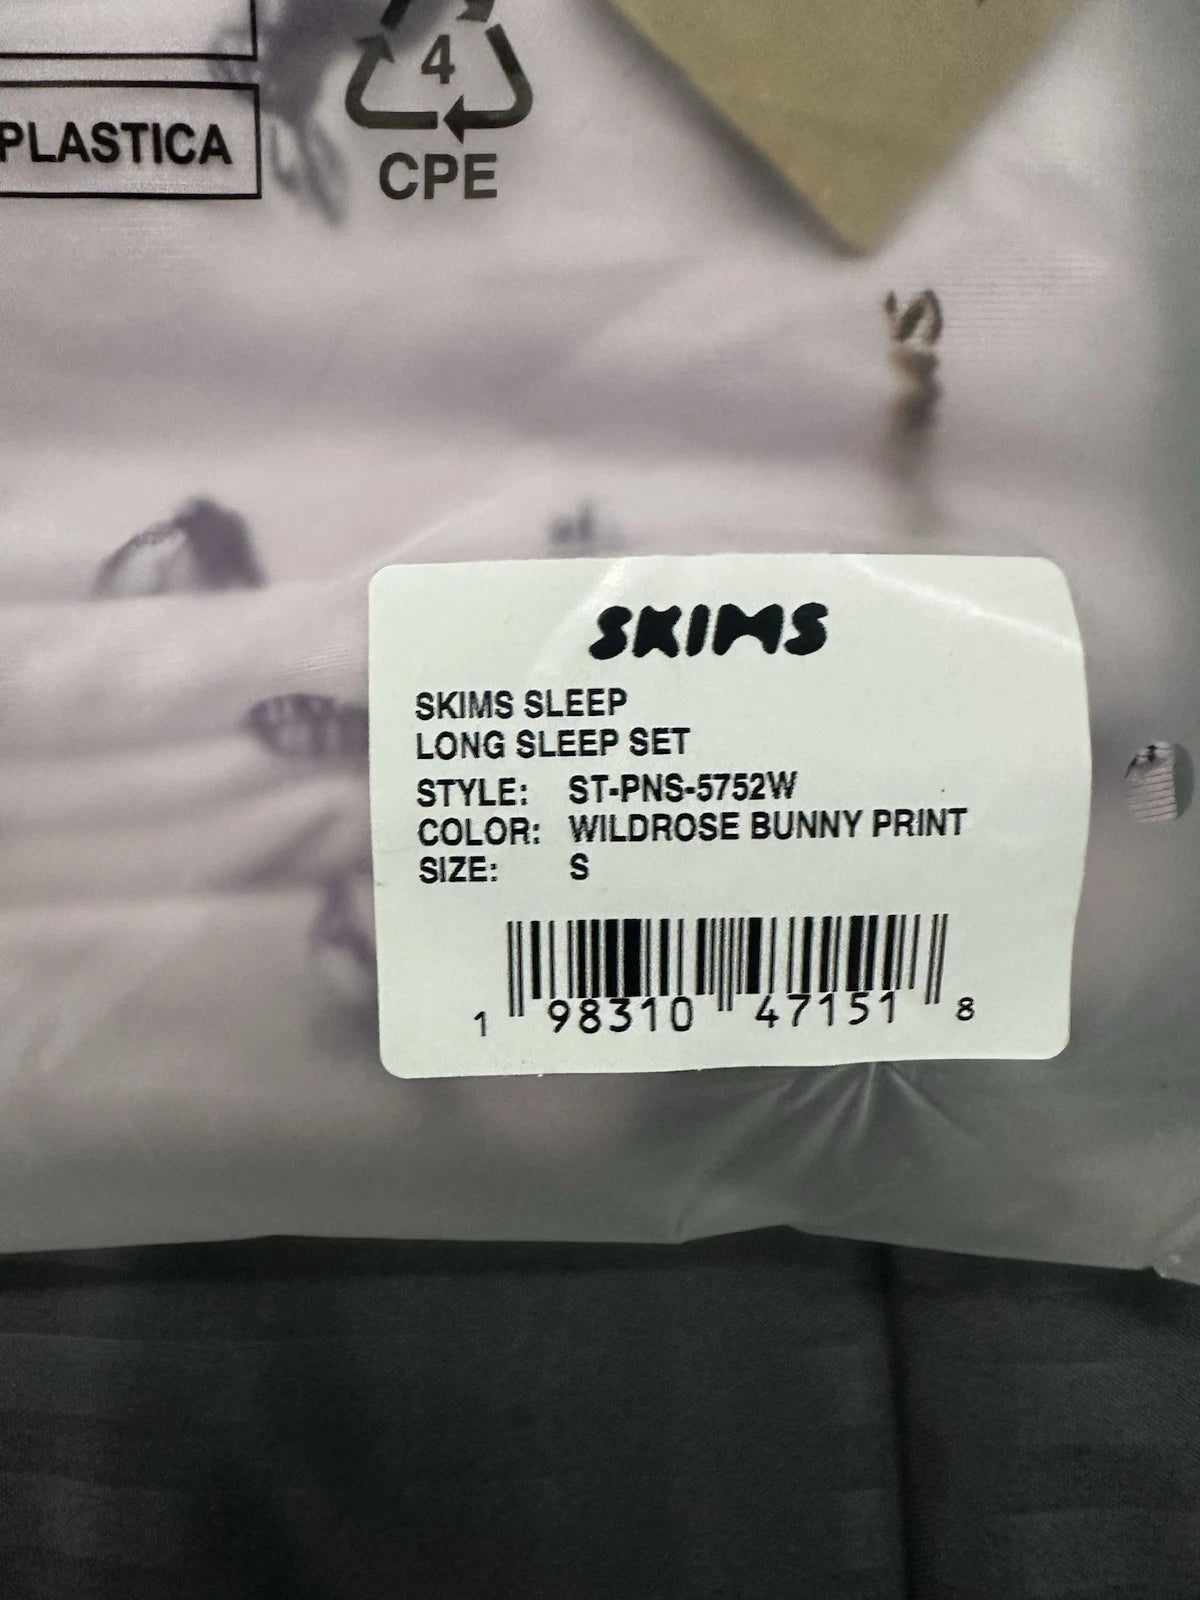 4
PLASTICA
CPE
SKIMS
SKIMS SLEEP
LONG SLEEP SET
STYLE: ST-PNS-5752W
COLOR: WILDROSE BUNNY PRINT
SIZE: S
1 98310 47151 8